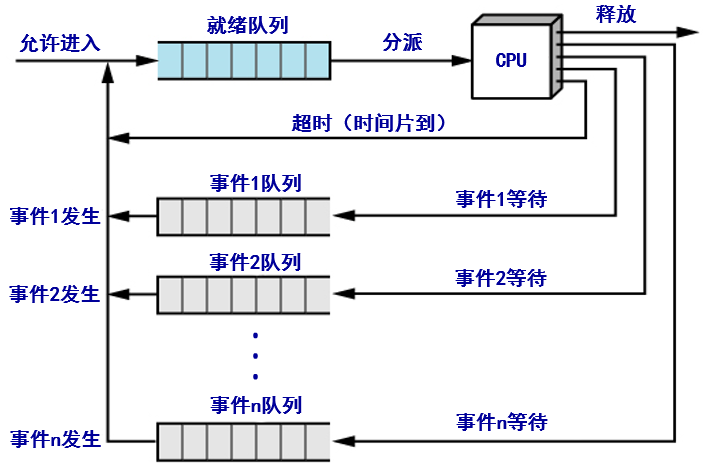 释放
就绪队列
允许进入
分派
CPU
超时（时间片到）
事件1队列
事件1等待
事件1发生
事件2队列
事件2等待
事件2发生
事件n队列
事件n等待
事件n发生